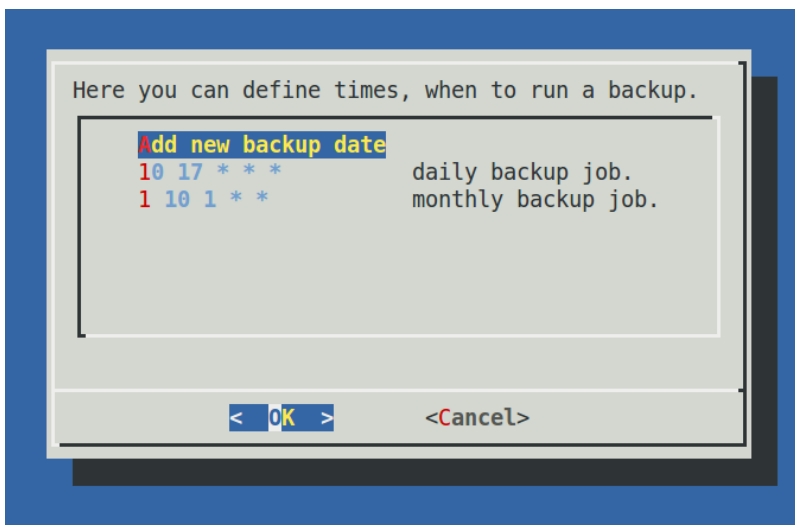 Here you can define times, when to run a backup.
Add new backup date
10 17 * * * daily backup job.
1 10 1 * * monthly backup job.
< OK > <Cancel>